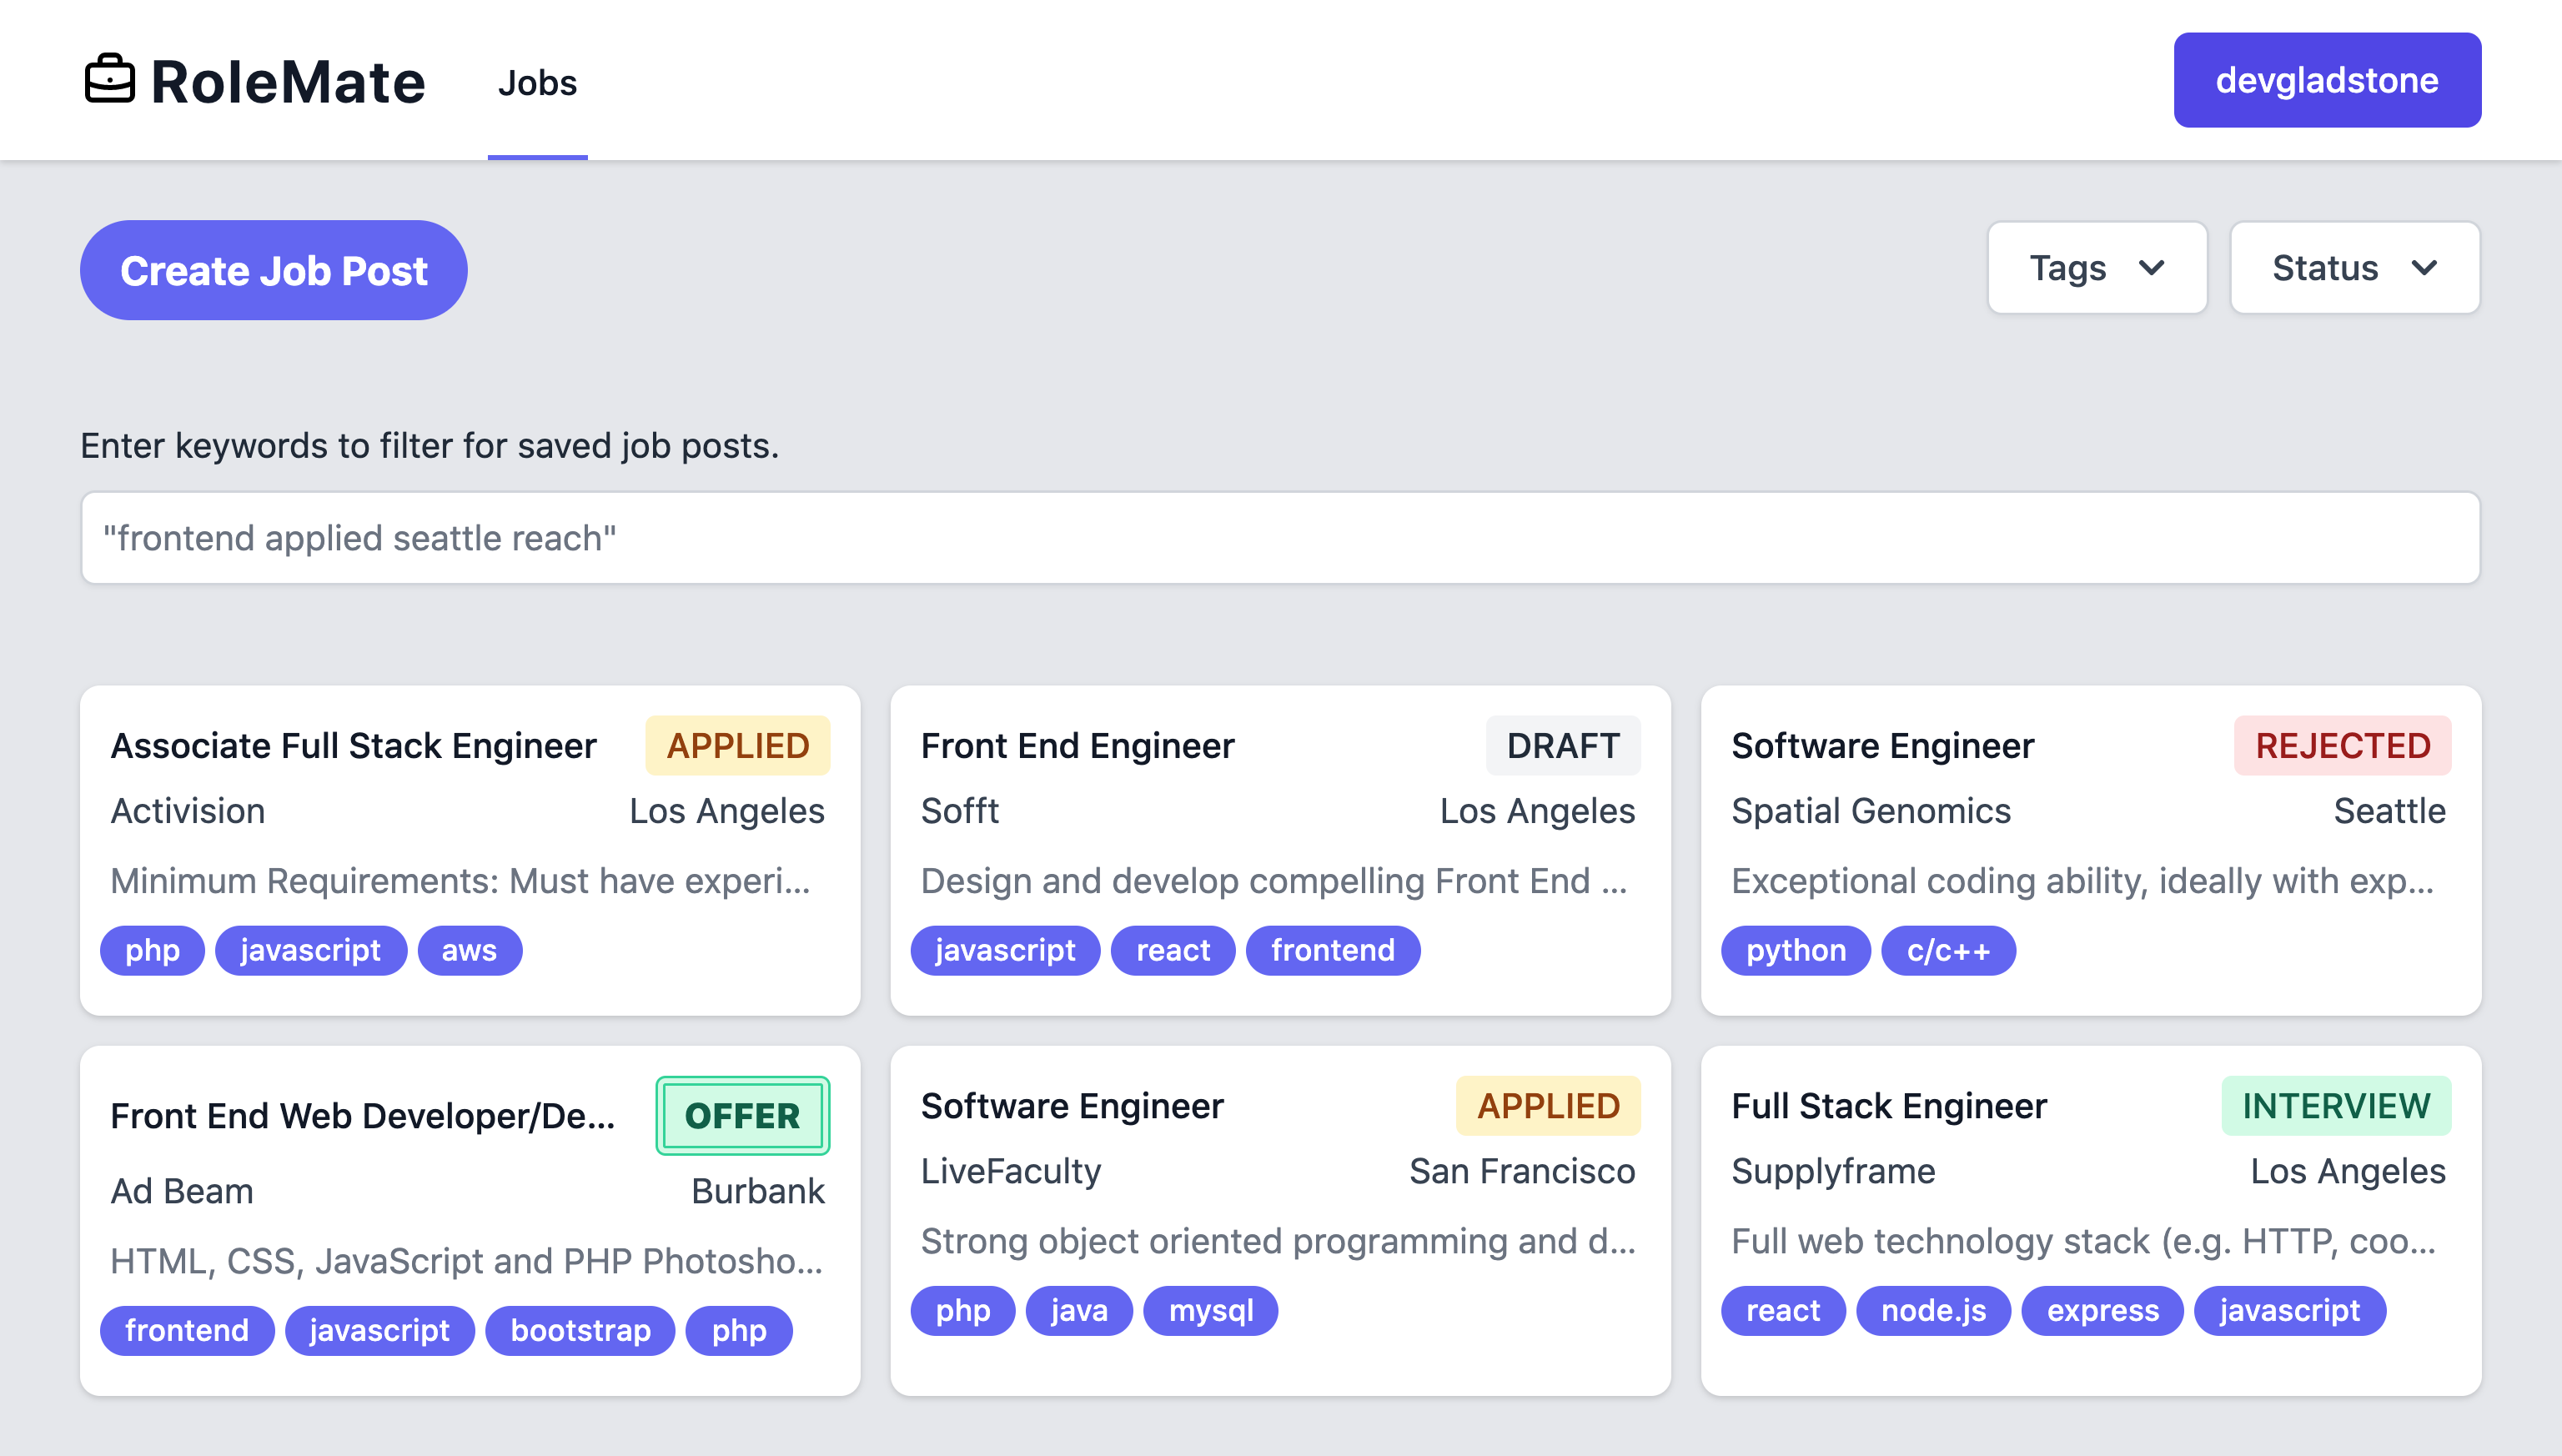 RoleMate Jobs devgladstone
Create Job Post Tags Status
Enter keywords to filter for saved job posts.
"frontend applied seattle reach"
Associate Full Stack Engineer APPLIED
Activision Los Angeles
Minimum Requirements: Must have experi...
php javascript aws
Front End Engineer DRAFT
Sofft Los Angeles
Design and develop compelling Front End ...
javascript react frontend
Software Engineer REJECTED
Spatial Genomics Seattle
Exceptional coding ability, ideally with exp...
python c/c++
Front End Web Developer/De... OFFER
Ad Beam Burbank
HTML, CSS, JavaScript and PHP Photosho...
frontend javascript bootstrap php
Software Engineer APPLIED
LiveFaculty San Francisco
Strong object oriented programming and d...
php java mysql
Full Stack Engineer INTERVIEW
Supplyframe Los Angeles
Full web technology stack (e.g. HTTP, coo...
react node.js express javascript